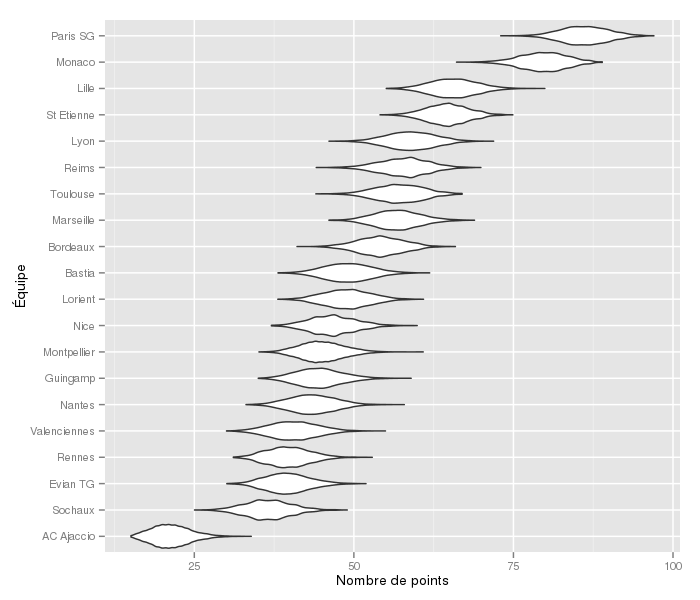 Paris SG
Monaco
Lille
St Etienne
Lyon
Reims
Toulouse
Marseille
Bordeaux
Bastia
Lorient
Nice
Montpellier
Guingamp
Nantes
Valenciennes
Rennes
Evian TG
Sochaux
AC Ajaccio
Équipe
25 50 75 100
Nombre de points